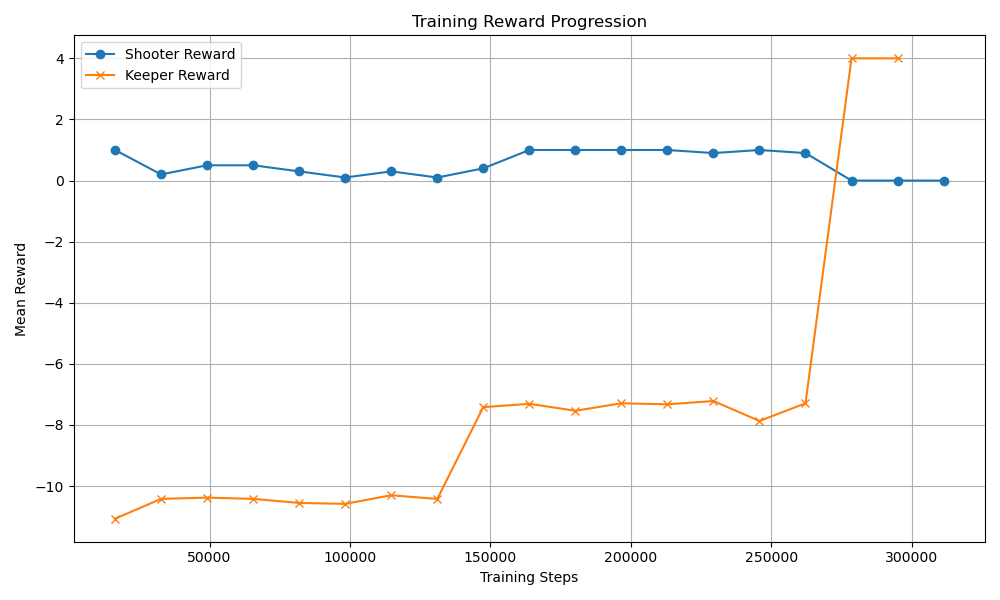 Training Reward Progression
Shooter Reward
Keeper Reward
4
2
0
−2
−4
−6
−8
−10
Mean Reward
50000 100000 150000 200000 250000 300000
Training Steps